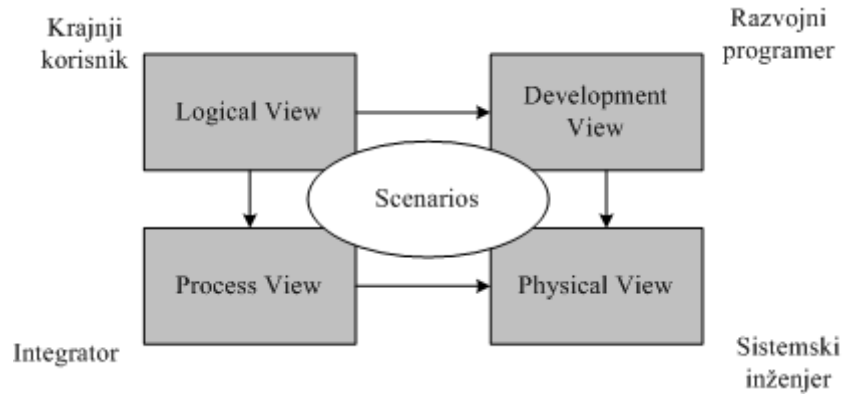 Krajnji
korisnik
Razvojni
programer
Logical View
Development
View
Scenarios
Process View
Physical View
Integrator
Sistemski
inženjer